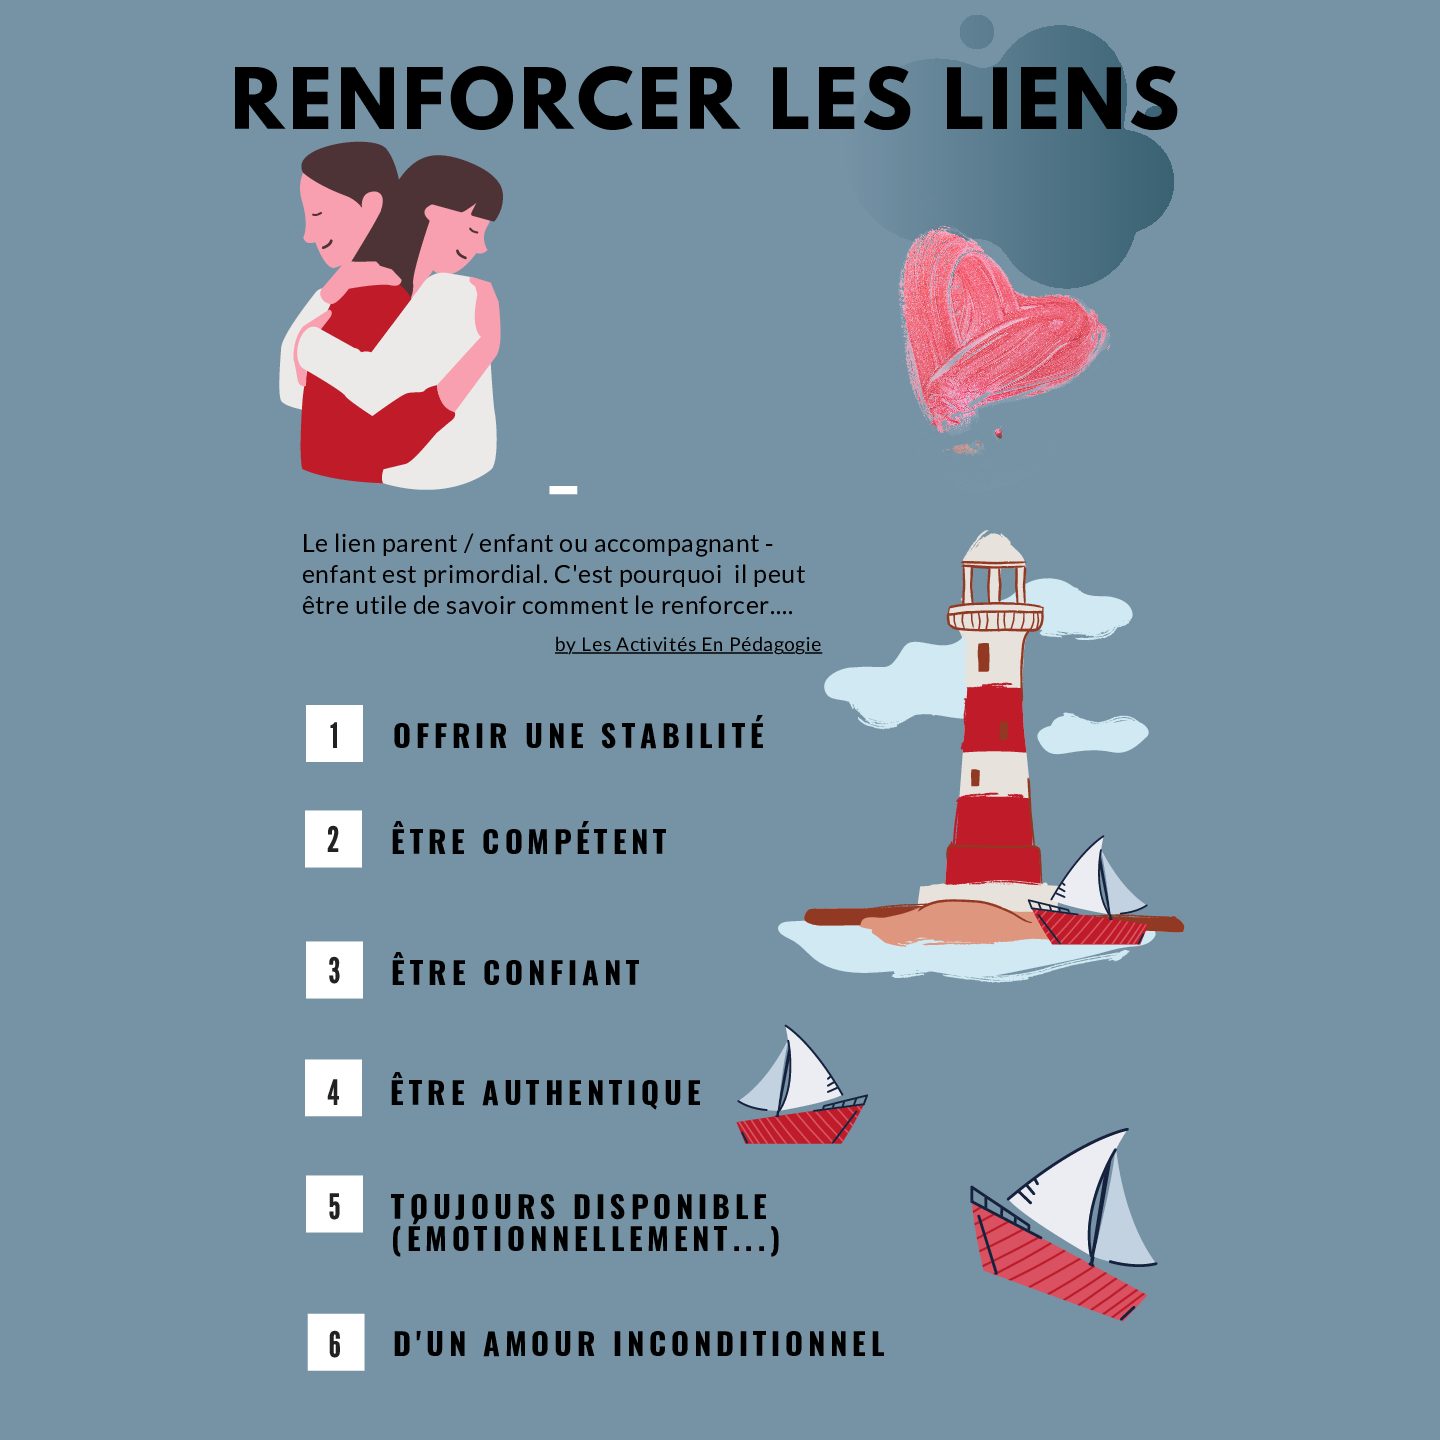 RENFORCER LES LIENS
Le lien parent / enfant ou accompagnant -
enfant est primordial. C'est pourquoi il peut
être utile de savoir comment le renforcer....
by Les Activités En Pédagogie
1 OFFRIR UNE STABILITÉ
2 ÊTRE COMPÉTENT
3 ÊTRE CONFIANT
4 ÊTRE AUTHENTIQUE
5 TOUJOURS DISPONIBLE
(ÉMOTIONNELLEMENT...)
6 D'UN AMOUR INCONDITIONNEL